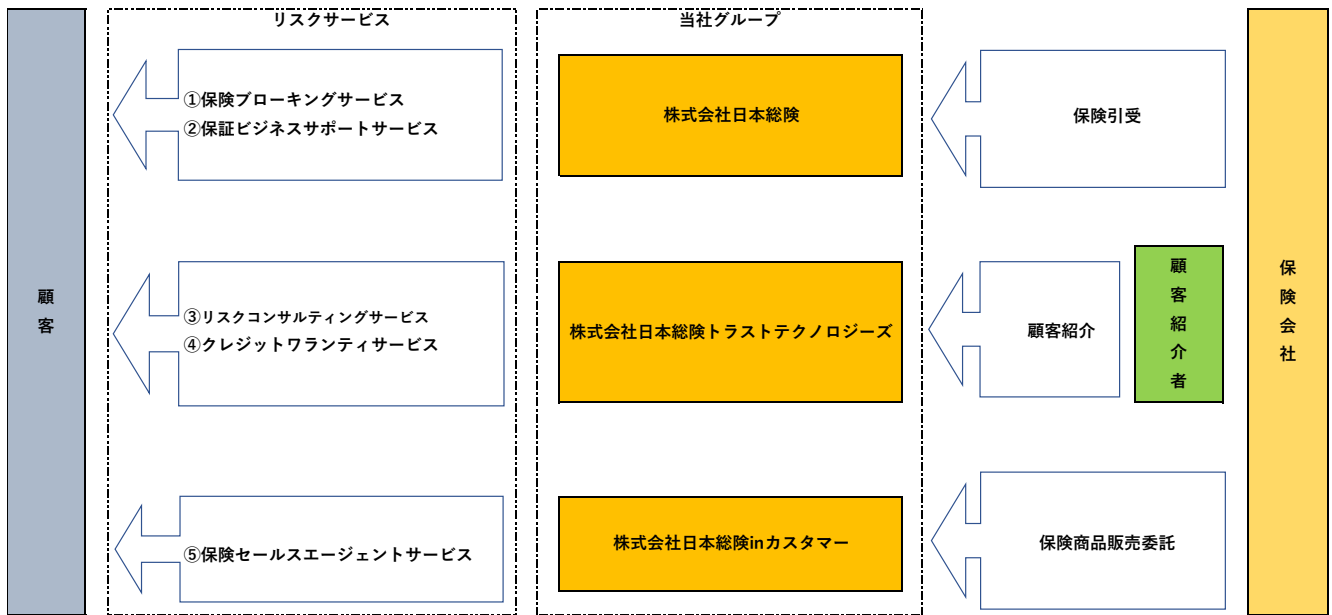 リスクサービス
当社グループ
①保険ブローキングサービス
②保証ビジネスサポートサービス
株式会社日本総険
保険引受
顧客
③リスクコンサルティングサービス
④クレジットワランティサービス
株式会社日本総険トラストテクノロジーズ
顧客紹介
顧客紹介者
保険会社
⑤保険セールスエージェントサービス
株式会社日本総険inカスタマー
保険商品販売委託